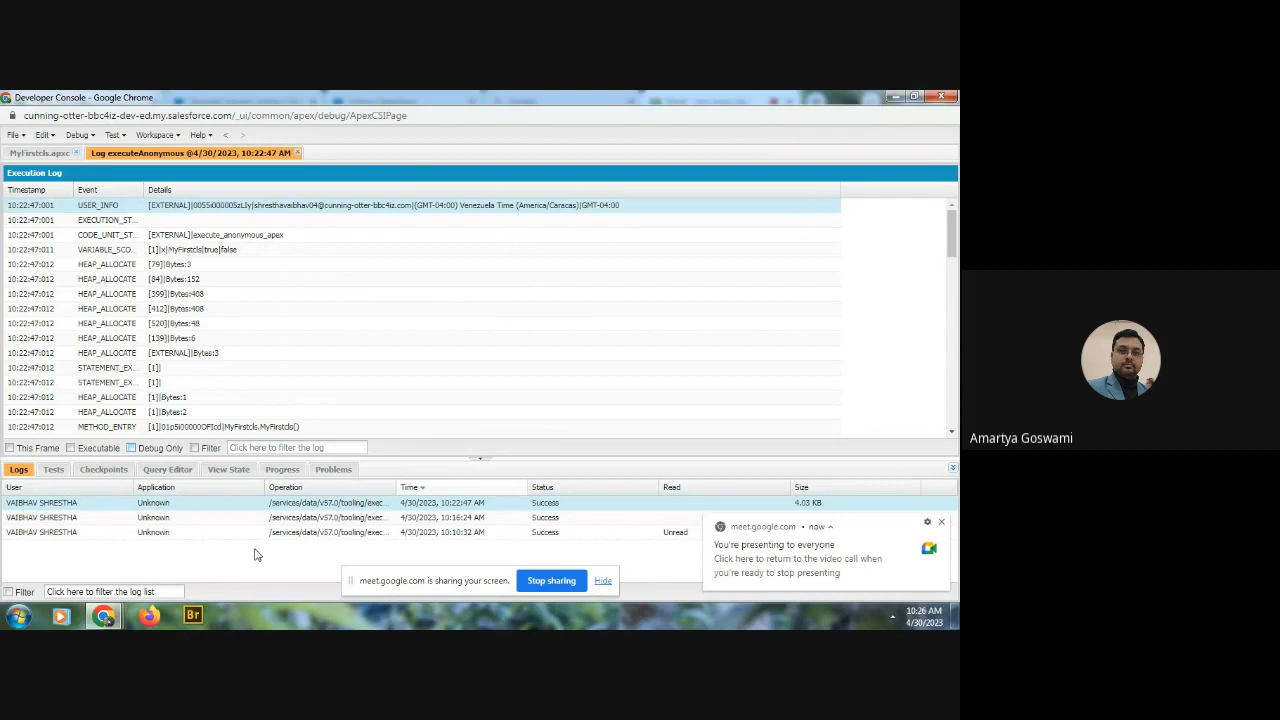 Developer Console - Google Chrome
cunning-otter-bbc4iz-dev-ed.my.salesforce.com/_ui/common/apex/debug/ApexCSIPage
File Edit Debug Test Workspace Help < >
MyFirstcls.apxc Log executeAnonymous @4/30/2023, 10:22:47 AM
Execution Log
Timestamp Event Details
10:22:47:001 USER_INFO [EXTERNAL]|0055i000005zLIy|shresthavaibhav04@cunning-otter-bbc4iz.com|(GMT-04:00) Venezuela Time (America/Caracas)|GMT-04:00
10:22:47:001 EXECUTION_ST...
10:22:47:001 CODE_UNIT_ST... [EXTERNAL]|execute_anonymous_apex
10:22:47:011 VARIABLE_SCO... [1]|x|MyFirstcls|true|false
10:22:47:012 HEAP_ALLOCATE [79]|Bytes:3
10:22:47:012 HEAP_ALLOCATE [84]|Bytes:152
10:22:47:012 HEAP_ALLOCATE [399]|Bytes:408
10:22:47:012 HEAP_ALLOCATE [412]|Bytes:408
10:22:47:012 HEAP_ALLOCATE [520]|Bytes:48
10:22:47:012 HEAP_ALLOCATE [139]|Bytes:6
10:22:47:012 HEAP_ALLOCATE [EXTERNAL]|Bytes:3
10:22:47:012 STATEMENT_EX... [1]|
10:22:47:012 STATEMENT_EX... [1]|
10:22:47:012 HEAP_ALLOCATE [1]|Bytes:1
10:22:47:012 HEAP_ALLOCATE [1]|Bytes:2
10:22:47:012 METHOD_ENTRY [1]|01p5i00000OFIcd|MyFirstcls.MyFirstcls()
This Frame Executable Debug Only Filter Click here to filter the log
Logs Tests Checkpoints Query Editor View State Progress Problems
User Application Operation Time Status Read Size
VAIBHAV SHRESTHA Unknown /services/data/v57.0/tooling/exec... 4/30/2023, 10:22:47 AM Success 4.03 KB
VAIBHAV SHRESTHA Unknown /services/data/v57.0/tooling/exec... 4/30/2023, 10:16:24 AM Success
VAIBHAV SHRESTHA Unknown /services/data/v57.0/tooling/exec... 4/30/2023, 10:10:32 AM Success Unread
meet.google.com • now
You're presenting to everyone
Click here to return to the video call when
you're ready to stop presenting
meet.google.com is sharing your screen. Stop sharing Hide
Filter Click here to filter the log list
Br
10:26 AM
4/30/2023
Amartya Goswami